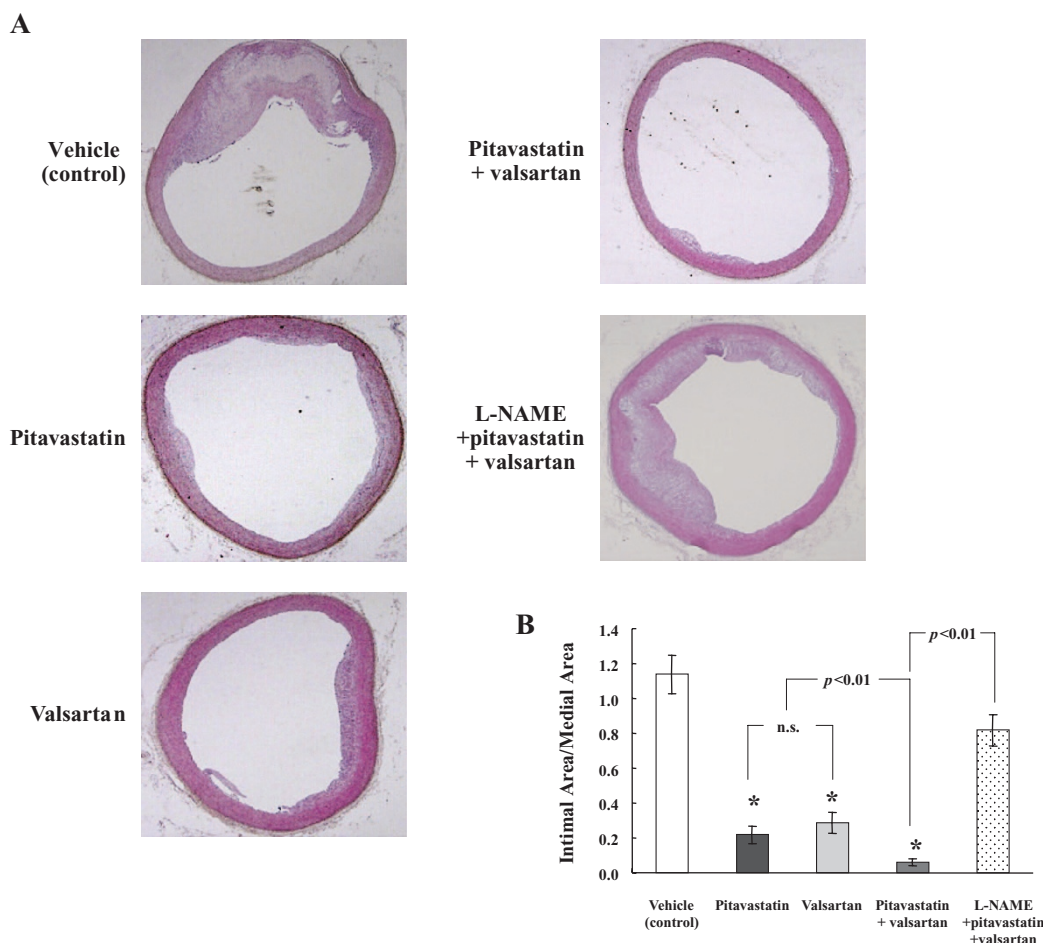 A
Vehicle
(control)
Pitavastatin
+ valsartan
Pitavastatin
L-NAME
+pitavastatin
+ valsartan
Valsartan
B
Intimal Area/Medial Area
1.4
1.2
1.0
0.8
0.6
0.4
0.2
0.0
p<0.01
p<0.01
n.s.
*
*
*
Vehicle
(control)
Pitavastatin
Valsartan
Pitavastatin
+ valsartan
L-NAME
+pitavastatin
+valsartan